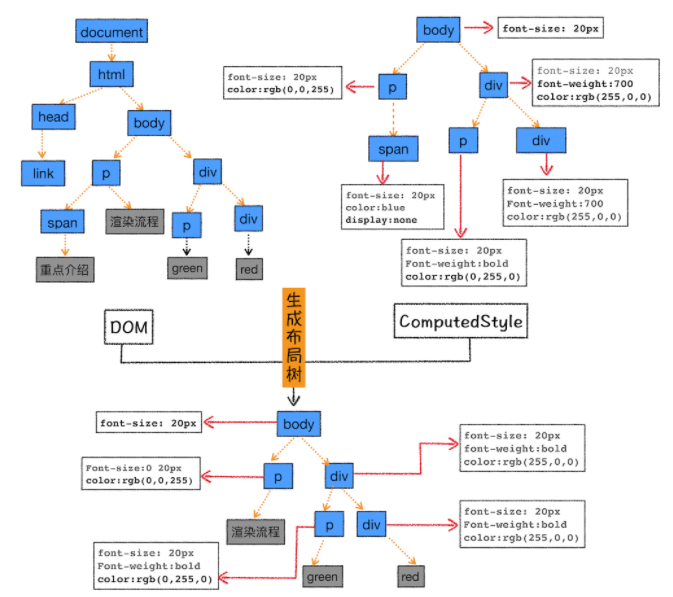 document
html
head
body
link
p
div
span
渲染流程
p
div
重点介绍
green
red
body
font-size: 20px
font-size: 20px
color:rgb(0,0,255)
p
div
font-size: 20px
font-weight:700
color:rgb(255,0,0)
span
p
div
font-size: 20px
color:blue
display:none
font-size: 20px
Font-weight:700
color:rgb(255,0,0)
font-size: 20px
Font-weight:bold
color:rgb(0,255,0)
DOM
生成布局树
ComputedStyle
font-size: 20px
body
Font-size:0 20px
color:rgb(0,0,255)
p
div
font-size: 20px
font-weight:bold
color:rgb(255,0,0)
渲染流程
p
div
font-size: 20px
Font-weight:bold
color:rgb(255,0,0)
font-size: 20px
Font-weight:bold
color:rgb(0,255,0)
green
red